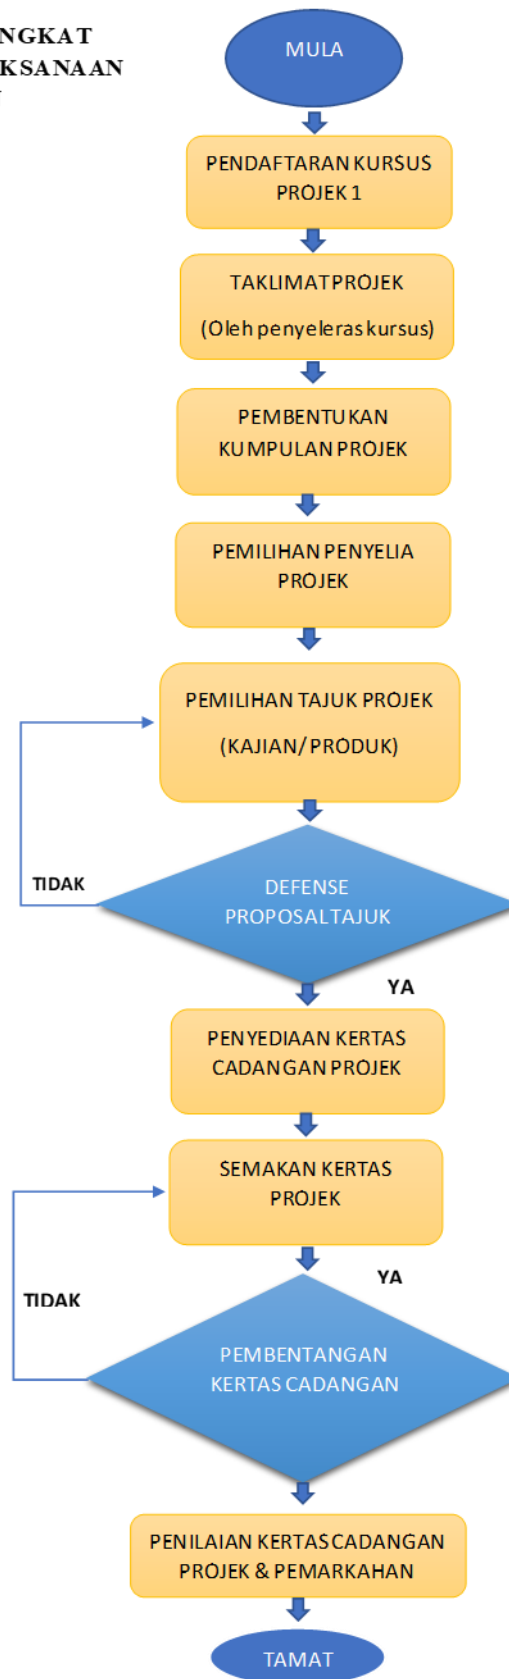 MULA
PENDAFTARAN KURSUS
PROJEK 1
TAKLIMAT PROJEK
(Oleh penyeleras kursus)
PEMBENTUKAN
KUMPULAN PROJEK
PEMILIHAN PENYELIA
PROJEK
PEMILIHAN TAJUK PROJEK
(KAJIAN/ PRODUK)
TIDAK
DEFENSE
PROPOSAL TAJUK
YA
PENYEDIAAN KERTAS
CADANGAN PROJEK
SEMAKAN KERTAS
PROJEK
YA
TIDAK
PEMBENTANGAN
KERTAS CADANGAN
PENILAIAN KERTAS CADANGAN
PROJEK & PEMARKAHAN
TAMAT